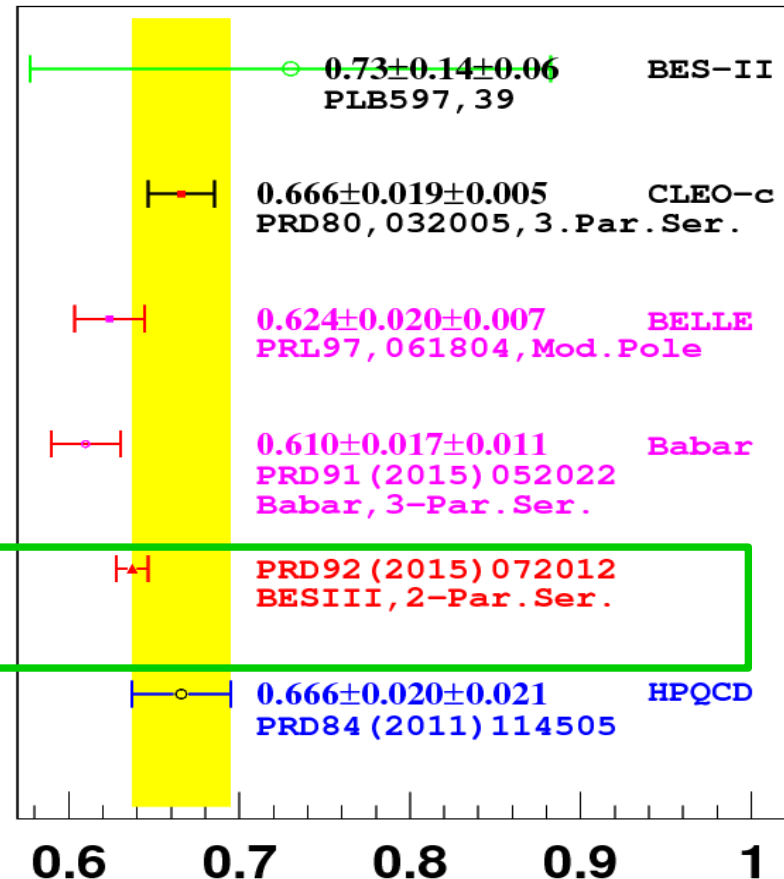 0.73±0.14±0.06 BES-II
PLB597,39
0.666±0.019±0.005 CLEO-c
PRD80,032005,3.Par.Ser.
0.624±0.020±0.007 BELLE
PRL97,061804,Mod.Pole
0.610±0.017±0.011 Babar
PRD91(2015)052022
Babar,3-Par.Ser.
PRD92(2015)072012
BESIII,2-Par.Ser.
0.666±0.020±0.021 HPQCD
PRD84(2011)114505
0.6 0.7 0.8 0.9 1